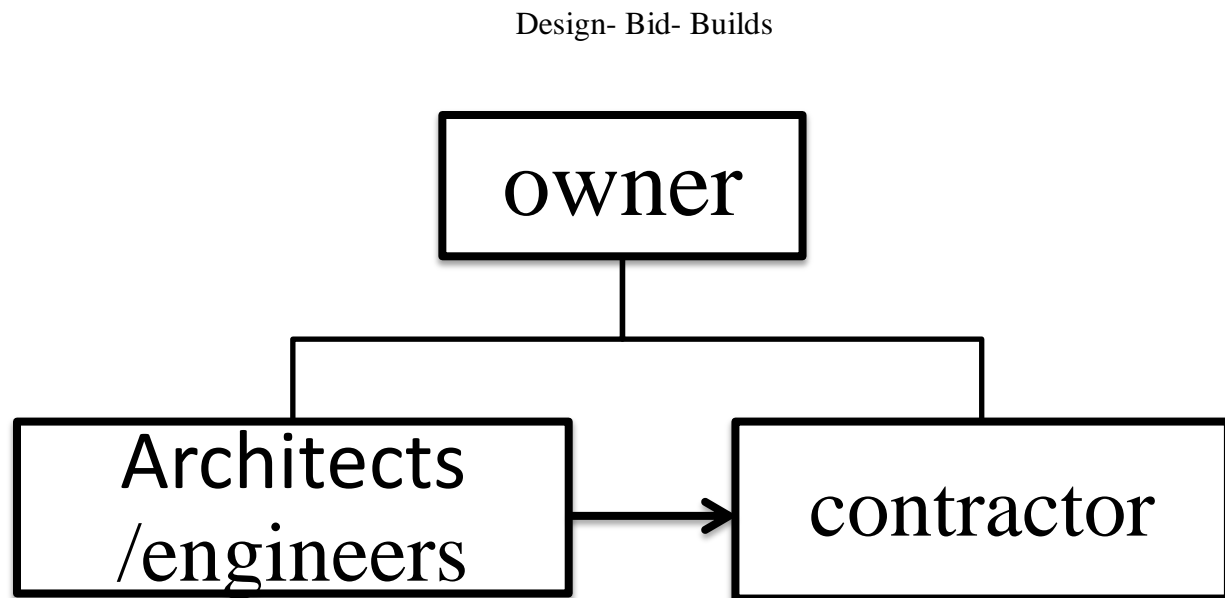 Design- Bid- Builds
owner
Architects
/engineers
contractor